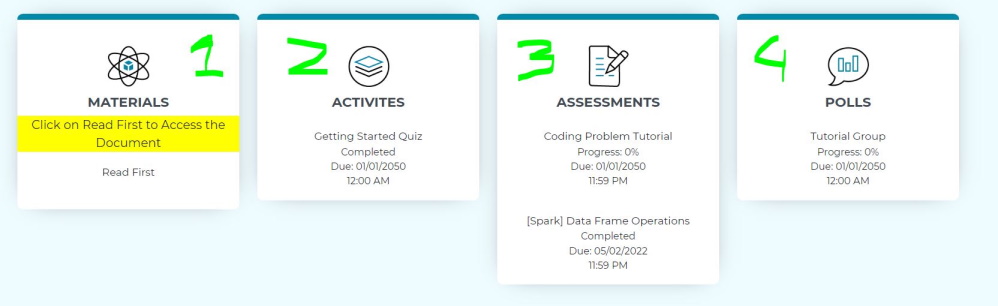 1
MATERIALS
Click on Read First to Access the
Document
Read First
2
ACTIVITES
Getting Started Quiz
Completed
Due: 01/01/2050
12:00 AM
3
ASSESSMENTS
Coding Problem Tutorial
Progress: 0%
Due: 01/01/2050
11:59 PM
[Spark] Data Frame Operations
Completed
Due: 05/02/2022
11:59 PM
4
POLLS
Tutorial Group
Progress: 0%
Due: 01/01/2050
12:00 AM